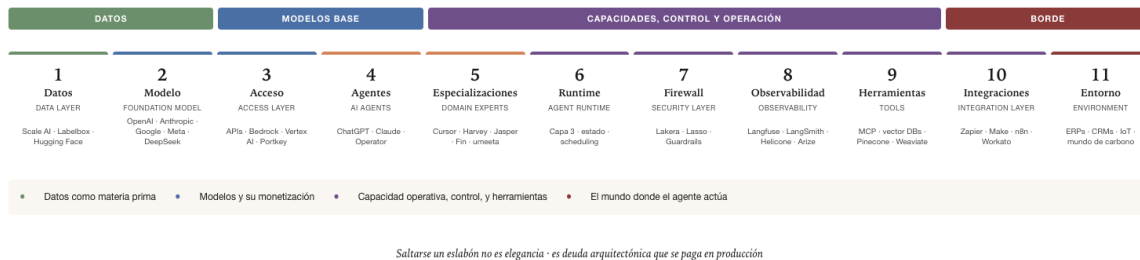 DATOS
MODELOS BASE
CAPACIDADES, CONTROL Y OPERACIÓN
BORDE
1
Datos
DATA LAYER
Scale AI · Labelbox ·
Hugging Face
2
Modelo
FOUNDATION MODEL
OpenAI · Anthropic ·
Google · Meta ·
DeepSeek
3
Acceso
ACCESS LAYER
APIs · Bedrock · Vertex
AI · Portkey
4
Agentes
AI AGENTS
ChatGPT · Claude ·
Operator
5
Especializaciones
DOMAIN EXPERTS
Cursor · Harvey · Jasper
· Fin · umeeta
6
Runtime
AGENT RUNTIME
Capa 3 · estado ·
scheduling
7
Firewall
SECURITY LAYER
Lakera · Lasso ·
Guardrails
8
Observabilidad
OBSERVABILITY
Langfuse · LangSmith ·
Helicone · Arize
9
Herramientas
TOOLS
MCP · vector DBs ·
Pinecone · Weaviate
10
Integraciones
INTEGRATION LAYER
Zapier · Make · n8n ·
Workato
11
Entorno
ENVIRONMENT
ERPs · CRMs · IoT ·
mundo de carbono
Datos como materia prima
Modelos y su monetización
Capacidad operativa, control, y herramientas
El mundo donde el agente actúa
Saltarse un eslabón no es elegancia · es deuda arquitectónica que se paga en producción